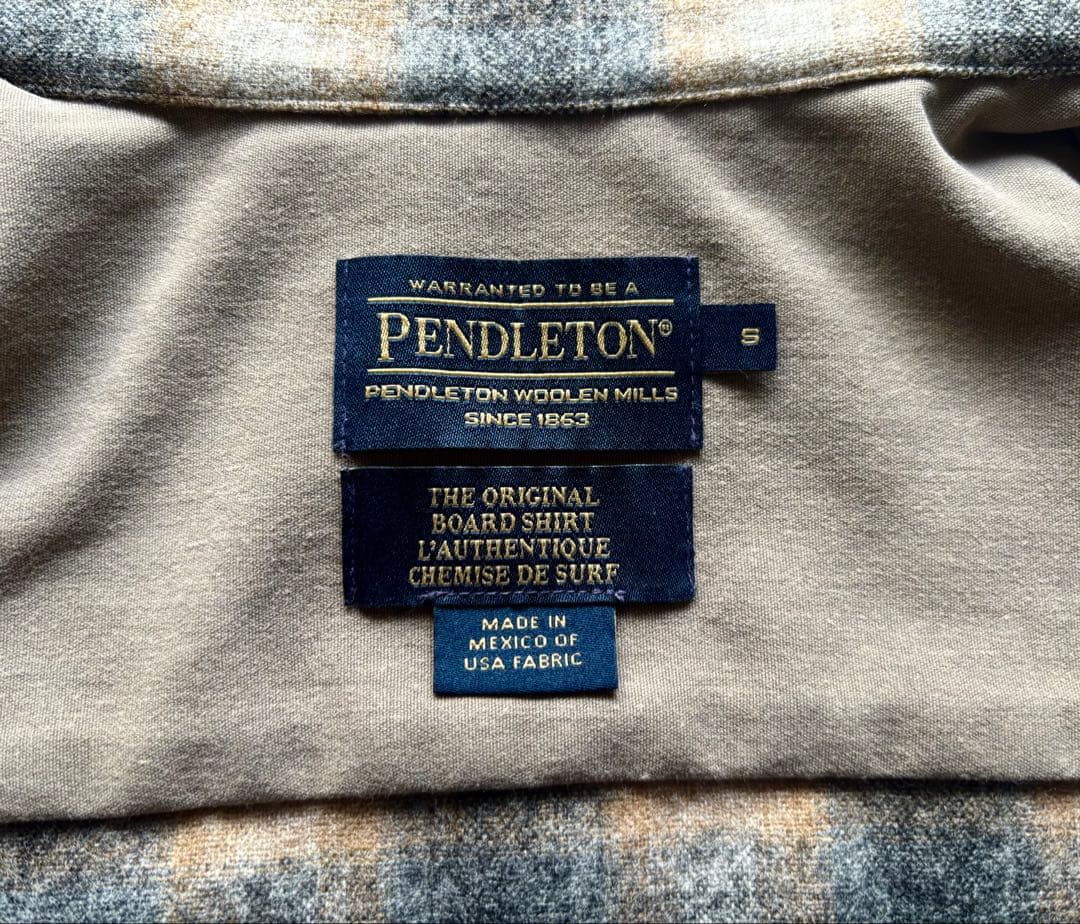 WARRANTED TO BE A
PENDLETON®
PENDLETON WOOLEN MILLS
SINCE 1863
S
THE ORIGINAL
BOARD SHIRT
L'AUTHENTIQUE
CHEMISE DE SURF
MADE IN
MEXICO OF
USA FABRIC